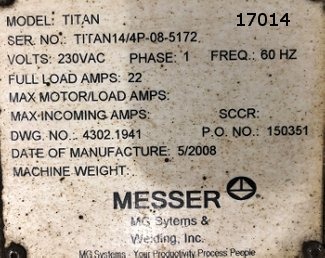 MODEL: TITAN 17014
SER. NO.: TITAN14/4P-08-5172
VOLTS: 230VAC PHASE: 1 FREQ.: 60 HZ
FULL LOAD AMPS: 22
MAX MOTOR/LOAD AMPS:
MAX INCOMING AMPS: SCCR:
DWG. NO.: 4302.1941 P.O. NO.: 150351
DATE OF MANUFACTURE: 5/2008
MACHINE WEIGHT:
MESSER
MG Sytems &
Welding, Inc.
MG Systems - Your Productivity Process People